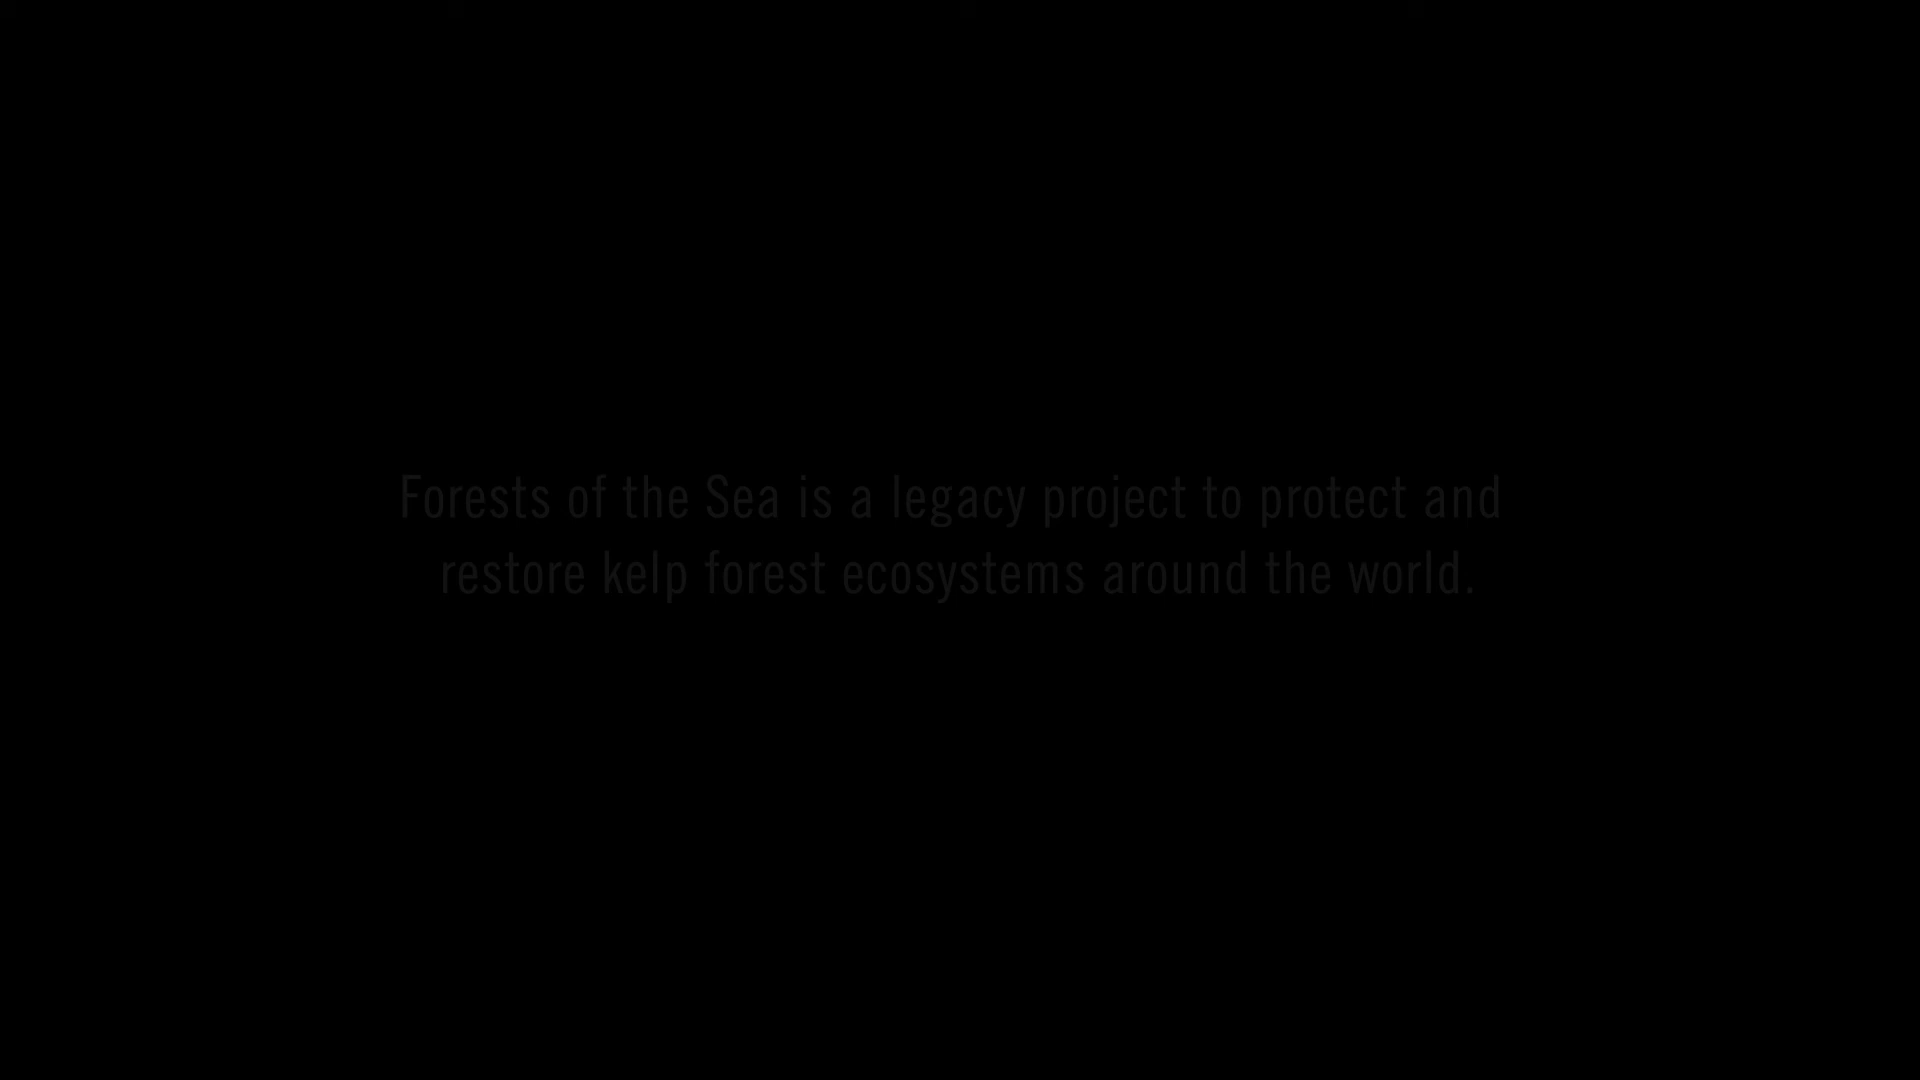 Forests of the Sea is a legacy project to protect and
restore kelp forest ecosystems around the world.